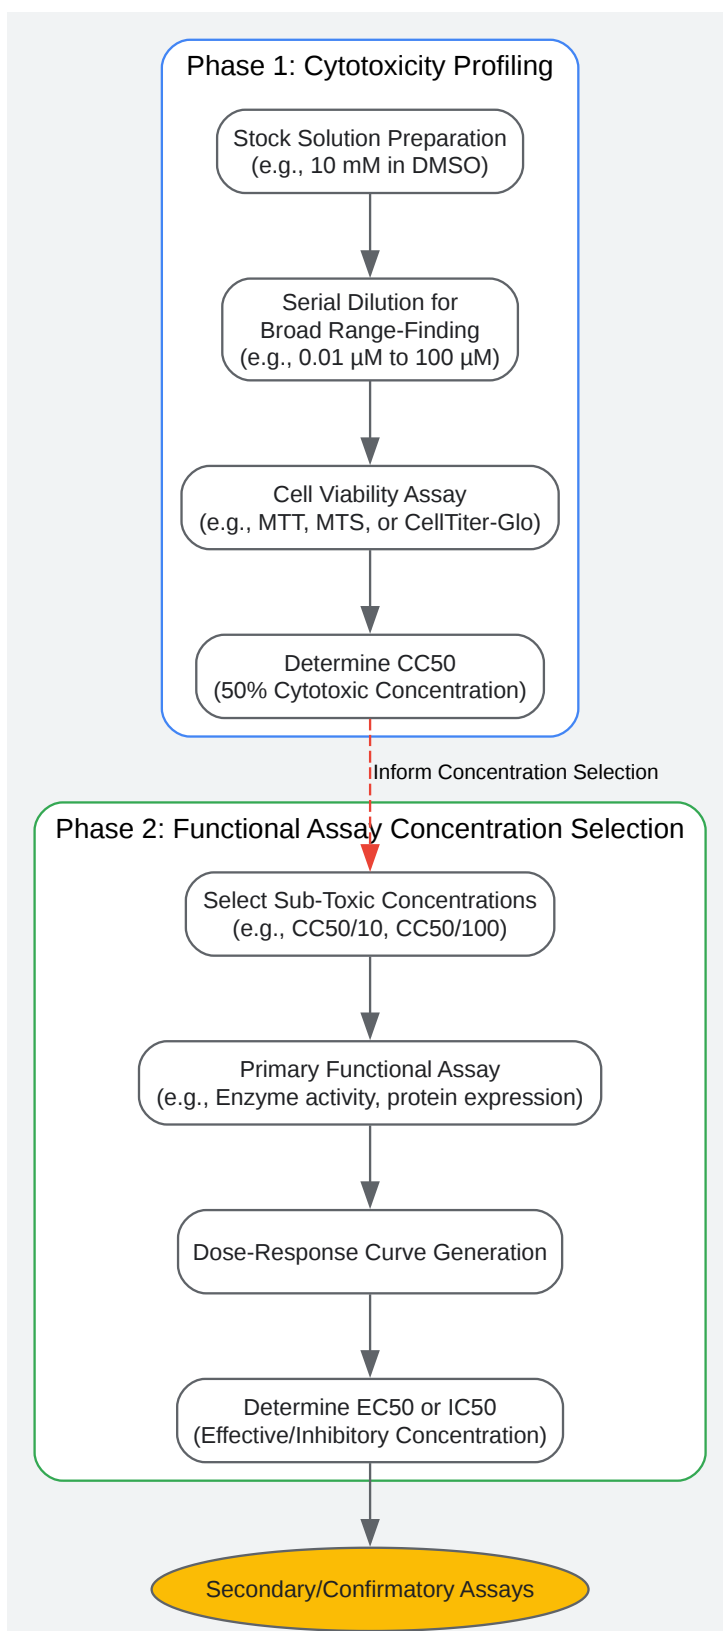 Phase 1: Cytotoxicity Profiling
Stock Solution Preparation
(e.g., 10 mM in DMSO)
Serial Dilution for
Broad Range-Finding
(e.g., 0.01 µM to 100 µM)
Cell Viability Assay
(e.g., MTT, MTS, or CellTiter-Glo)
Determine CC50
(50% Cytotoxic Concentration)
Inform Concentration Selection
Phase 2: Functional Assay Concentration Selection
Select Sub-Toxic Concentrations
(e.g., CC50/10, CC50/100)
Primary Functional Assay
(e.g., Enzyme activity, protein expression)
Dose-Response Curve Generation
Determine EC50 or IC50
(Effective/Inhibitory Concentration)
Secondary/Confirmatory Assays